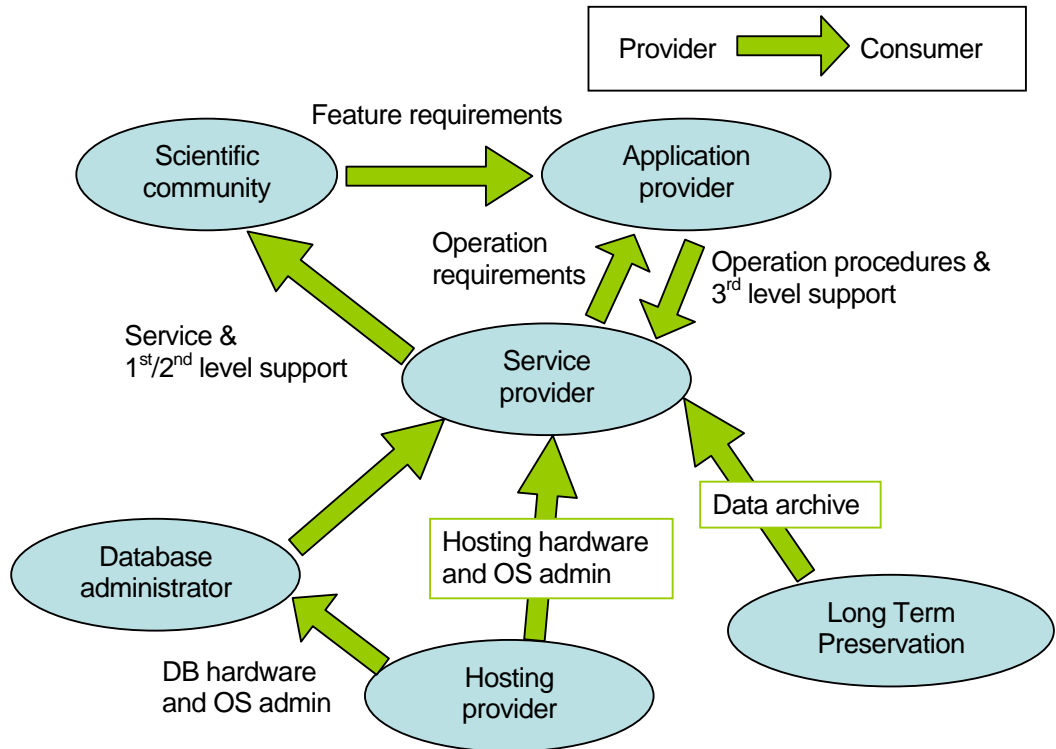 Provider
Consumer
Feature requirements
Scientific
community
Application
provider
Operation
requirements
Operation procedures &
3rd level support
Service &
1st/2nd level support
Service
provider
Data archive
Hosting hardware
and OS admin
Database
administrator
Long Term
Preservation
DB hardware
and OS admin
Hosting
provider